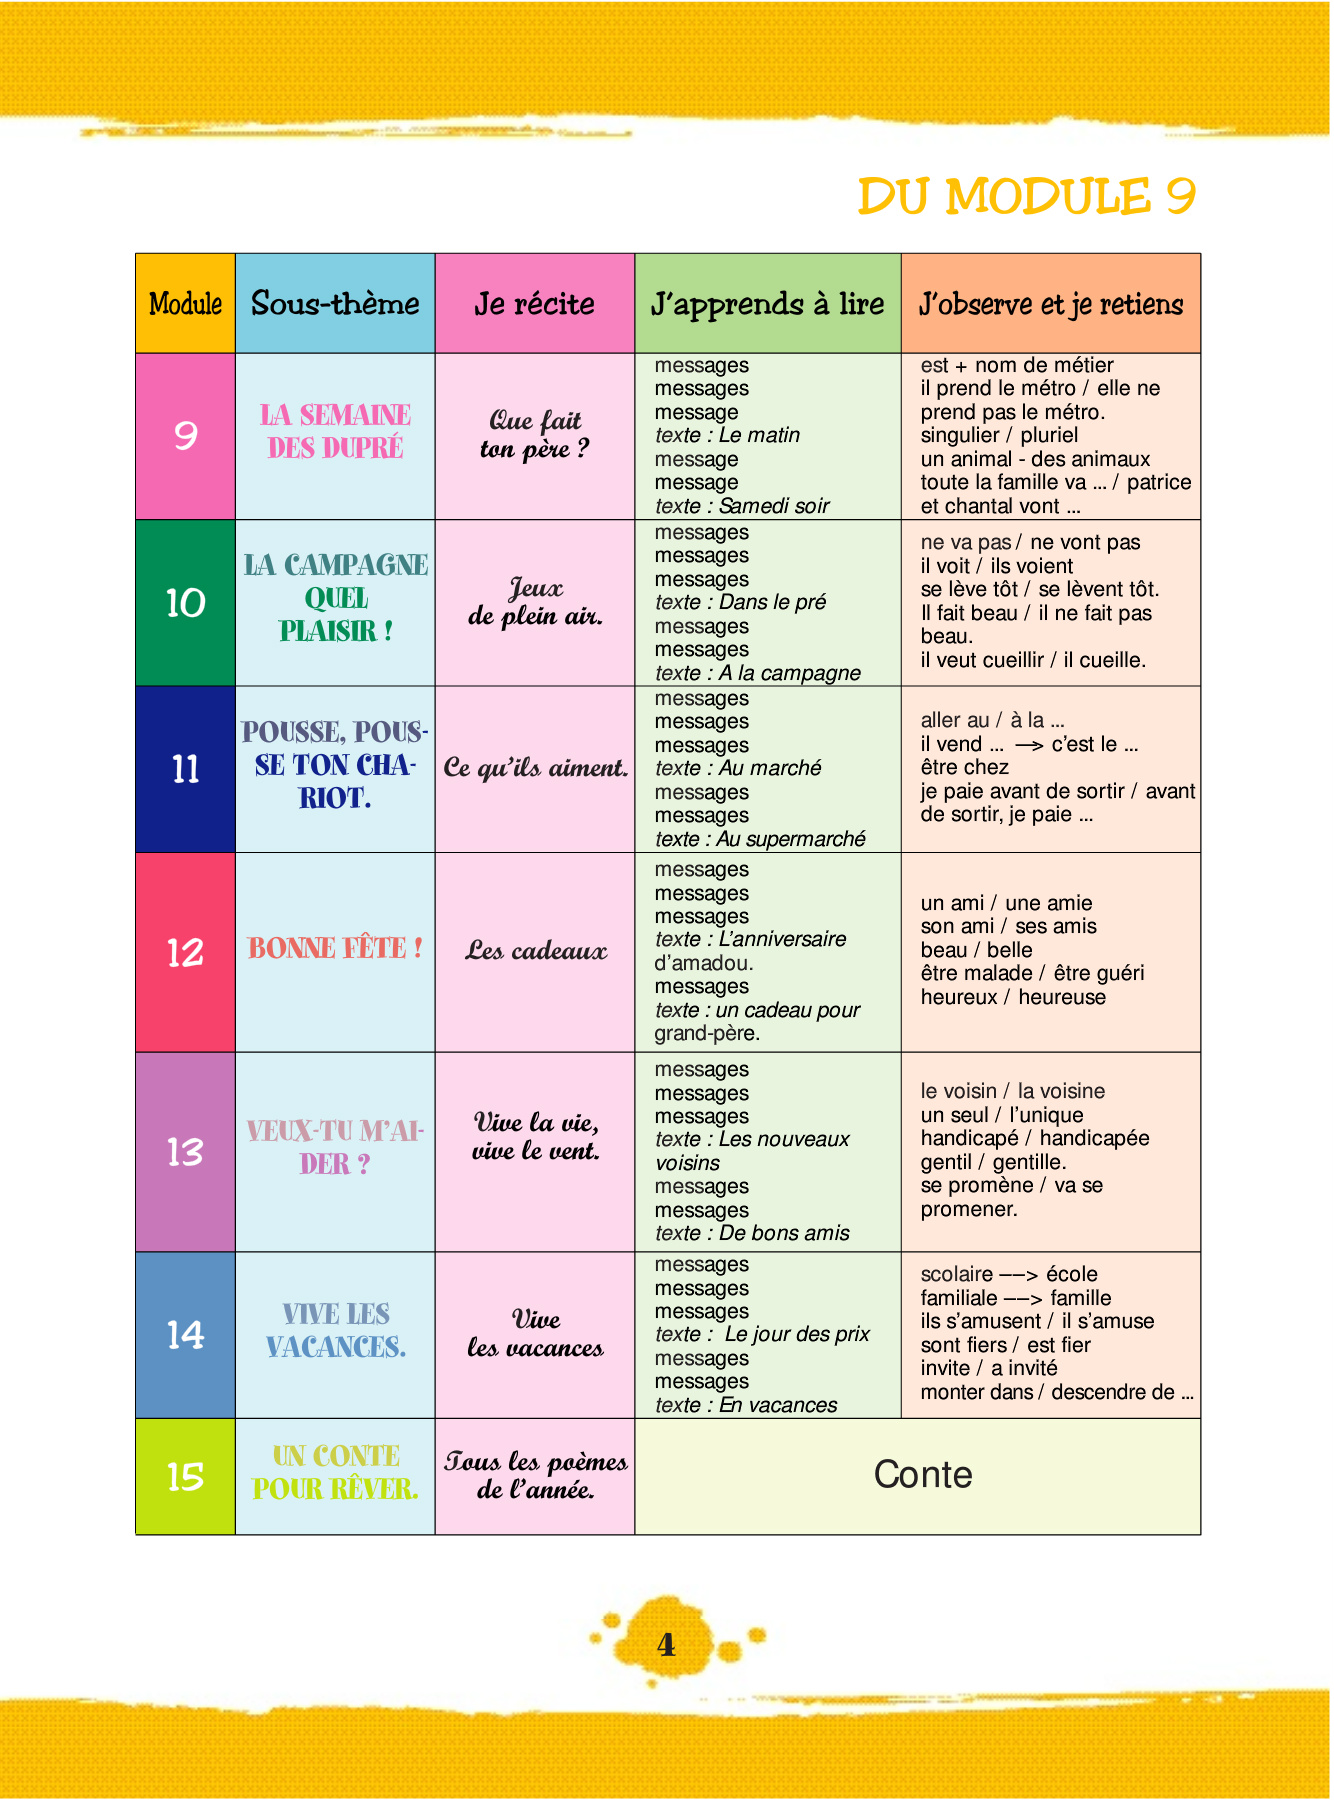 DU MODULE 9
Module
Sous-thème
Je récite
J'apprends à lire
J'observe et je retiens
9
LA SEMAINE
DES DUPRÉ
Que fait
ton père ?
messages
messages
message
texte : Le matin
message
message
texte : Samedi soir
est + nom de métier
il prend le métro / elle ne
prend pas le métro.
singulier / pluriel
un animal - des animaux
toute la famille va ... / patrice
et chantal vont ...
10
LA CAMPAGNE
QUEL
PLAISIR !
Jeux
de plein air.
messages
messages
messages
texte : Dans le pré
messages
messages
texte : A la campagne
ne va pas / ne vont pas
il voit / ils voient
se lève tôt / se lèvent tôt.
Il fait beau / il ne fait pas
beau.
il veut cueillir / il cueille.
11
POUSSE, POUS-
SE TON CHA-
RIOT.
Ce qu'ils aiment.
messages
messages
messages
texte : Au marché
messages
messages
texte : Au supermarché
aller au / à la ...
il vend ... —> c'est le ...
être chez
je paie avant de sortir / avant
de sortir, je paie ...
12
BONNE FÊTE !
Les cadeaux
messages
messages
messages
texte : L'anniversaire
d'amadou.
messages
texte : un cadeau pour
grand-père.
un ami / une amie
son ami / ses amis
beau / belle
être malade / être guéri
heureux / heureuse
13
VEUX-TU M'AI-
DER ?
Vive la vie,
vive le vent.
messages
messages
messages
texte : Les nouveaux
voisins
messages
messages
texte : De bons amis
le voisin / la voisine
un seul / l'unique
handicapé / handicapée
gentil / gentille.
se promène / va se
promener.
14
VIVE LES
VACANCES.
Vive
les vacances
messages
messages
messages
texte : Le jour des prix
messages
messages
texte : En vacances
scolaire —–> école
familiale —–> famille
ils s'amusent / il s'amuse
sont fiers / est fier
invite / a invité
monter dans / descendre de ...
15
UN CONTE
POUR RÊVER.
Tous les poèmes
de l'année.
Conte
4